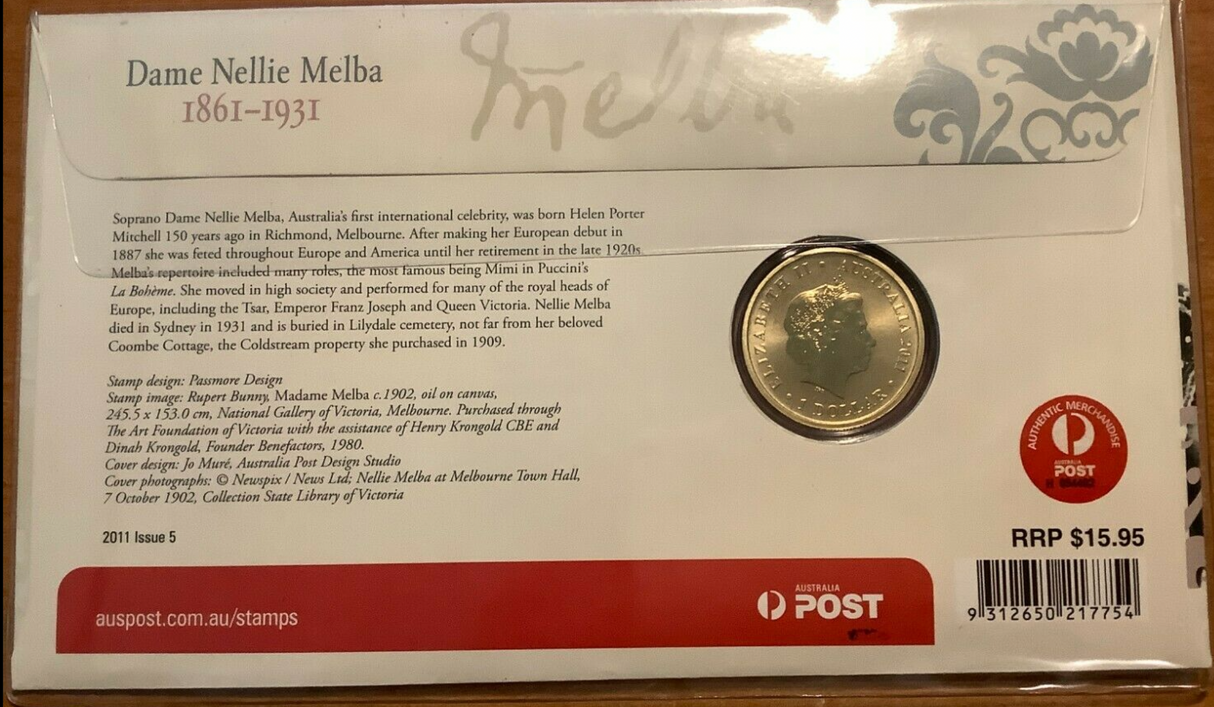 Dame Nellie Melba
1861–1931
Melba
Soprano Dame Nellie Melba, Australia's first international celebrity, was born Helen Porter
Mitchell 150 years ago in Richmond, Melbourne. After making her European debut in
1887 she was feted throughout Europe and America until her retirement in the late 1920s.
Melba's repertoire included many roles, the most famous being Mimi in Puccini's
La Bohème. She moved in high society and performed for many of the royal heads of
Europe, including the Tsar, Emperor Franz Joseph and Queen Victoria. Nellie Melba
died in Sydney in 1931 and is buried in Lilydale cemetery, not far from her beloved
Coombe Cottage, the Coldstream property she purchased in 1909.
Stamp design: Passmore Design
Stamp image: Rupert Bunny, Madame Melba c.1902, oil on canvas,
245.5 x 153.0 cm, National Gallery of Victoria, Melbourne. Purchased through
The Art Foundation of Victoria with the assistance of Henry Krongold CBE and
Dinah Krongold, Founder Benefactors, 1980.
Cover design: Jo Muré, Australia Post Design Studio
Cover photographs: © Newspix / News Ltd; Nellie Melba at Melbourne Town Hall,
7 October 1902, Collection State Library of Victoria
2011 Issue 5
ELIZABETH II • AUSTRALIA 2011
• 1 DOLLAR •
AUTHENTIC MERCHANDISE
AUSTRALIA
POST
RRP $15.95
9 312650 217754
auspost.com.au/stamps
AUSTRALIA
POST